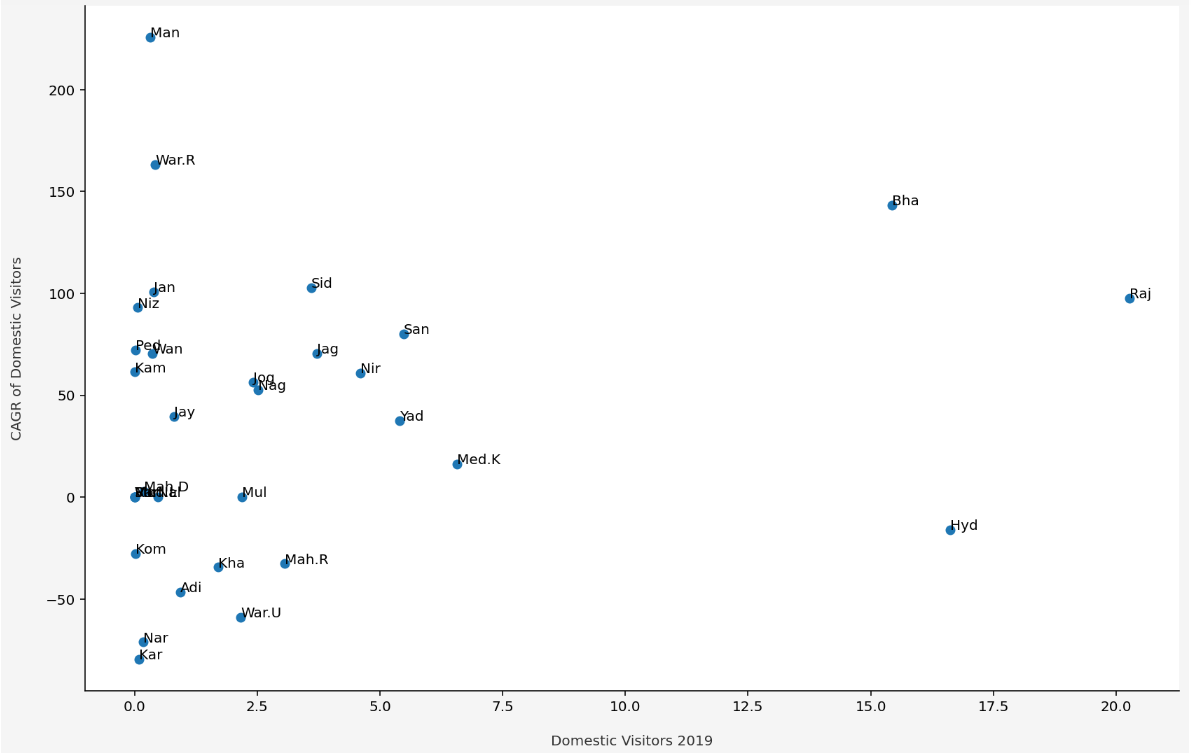 Man
200
War.R
150
Bha
Sid
Jan
100
Raj
Niz
San
Ped
Wan
Jag
Kam
Nir
Jog
Nag
50
Jay
Yad
Med.K
Mah.D
0
Mul
Hyd
Kom
Mah.R
Kha
Adi
−50
War.U
Nar
Kar
CAGR of Domestic Visitors
0.0 2.5 5.0 7.5 10.0 12.5 15.0 17.5 20.0
Domestic Visitors 2019